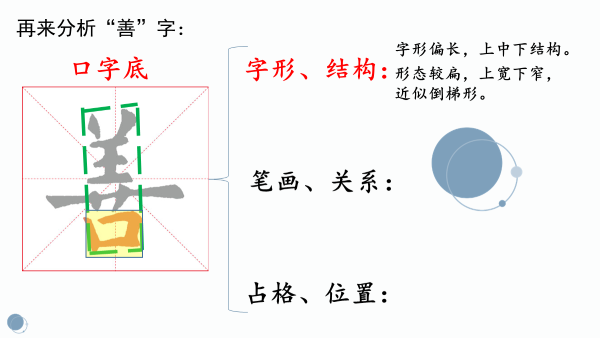 再来分析“善”字：
口字底
善
字形、结构：
字形偏长，上中下结构。
形态较扁，上宽下窄，
近似倒梯形。
笔画、关系：
占格、位置：